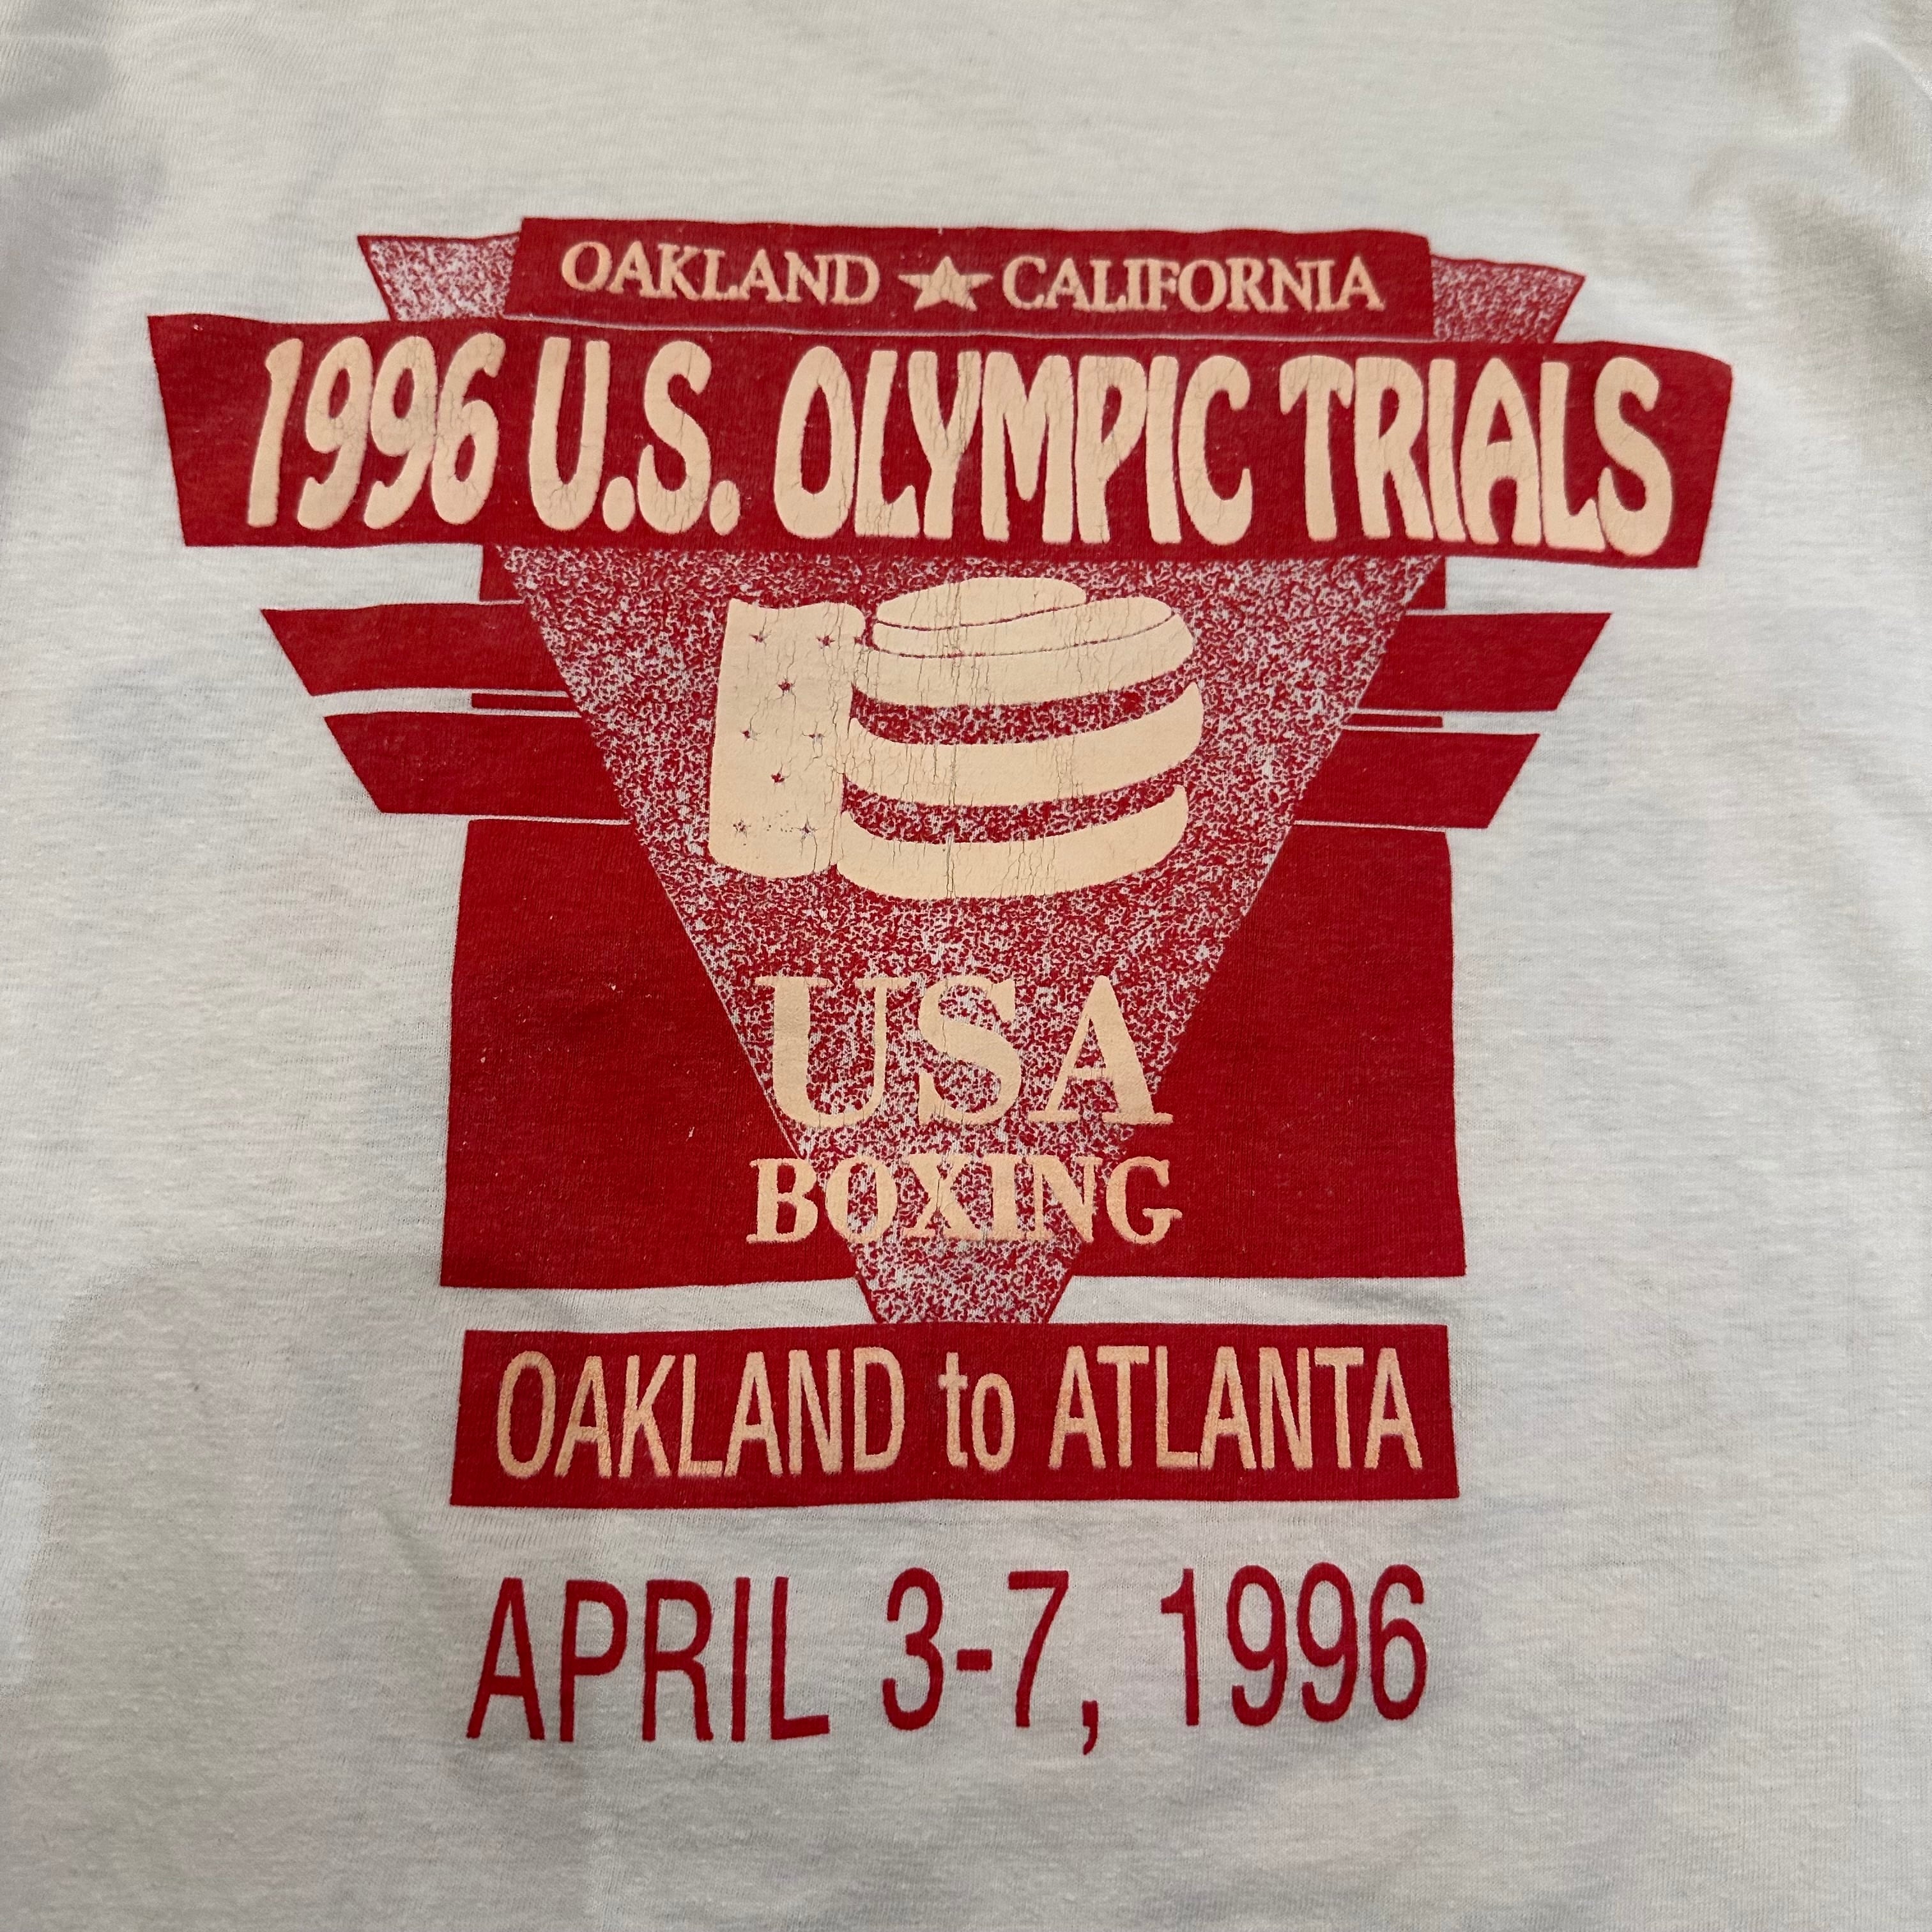 OAKLAND ★ CALIFORNIA
1996 U.S. OLYMPIC TRIALS
USA
BOXING
OAKLAND to ATLANTA
APRIL 3-7, 1996